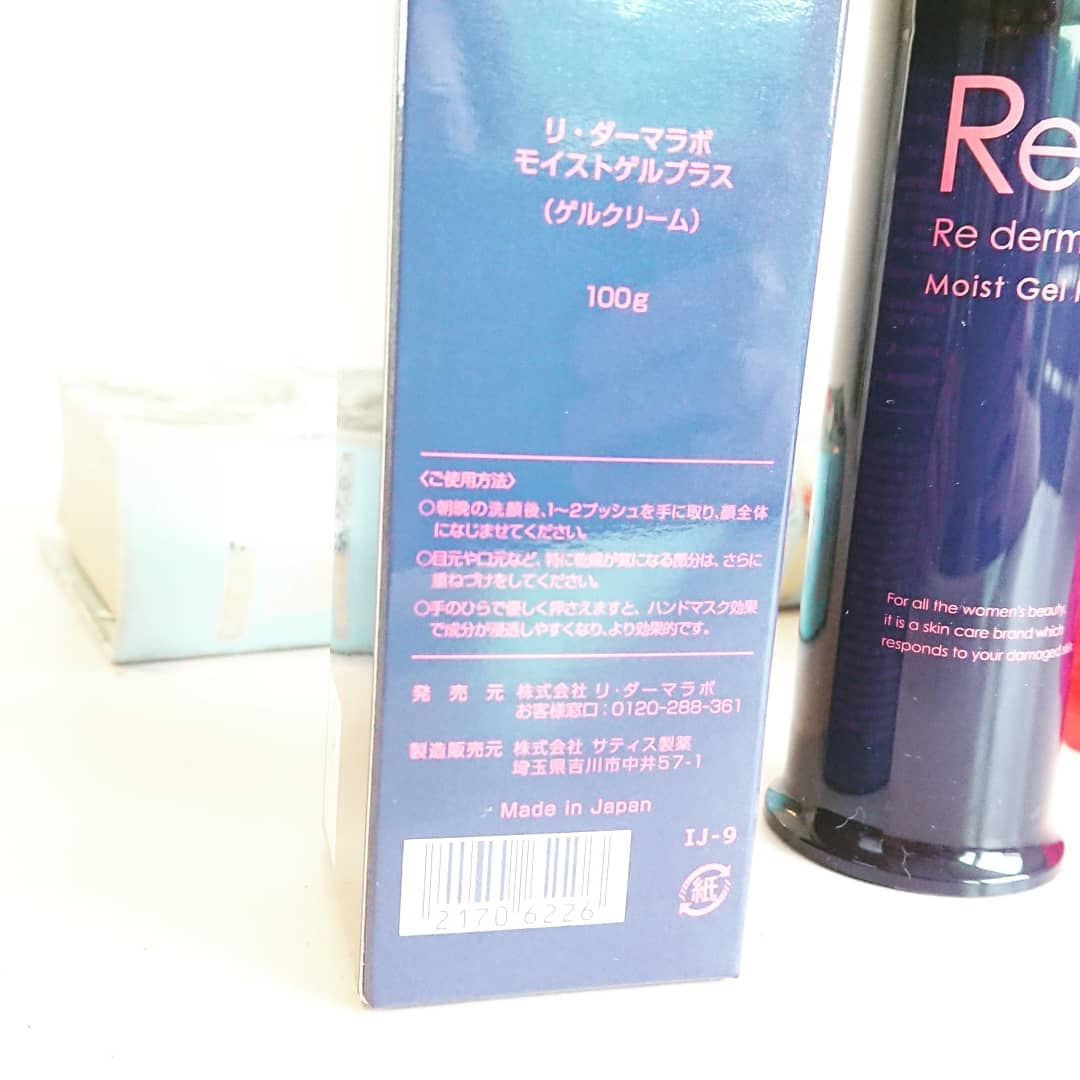 リ・ダーマラボ
モイストゲルプラス
（ゲルクリーム）
100g
〈ご使用方法〉
○朝晩の洗顔後、1〜2プッシュを手に取り、顔全体
になじませてください。
○目元や口元など、特に乾燥が気になる部分は、さらに
重ねづけをしてください。
○手のひらで優しく押さえますと、ハンドマスク効果
で成分が浸透しやすくなり、より効果的です。
発売元 株式会社 リ・ダーマラボ
お客様窓口：0120-288-361
製造販売元 株式会社 サティス製薬
埼玉県吉川市中井57-1
Made in Japan
IJ-9
紙
2170 6226
Re
Re derm
Moist Gel
For all the women's beauty,
it is a skin care brand which
responds to your damaged